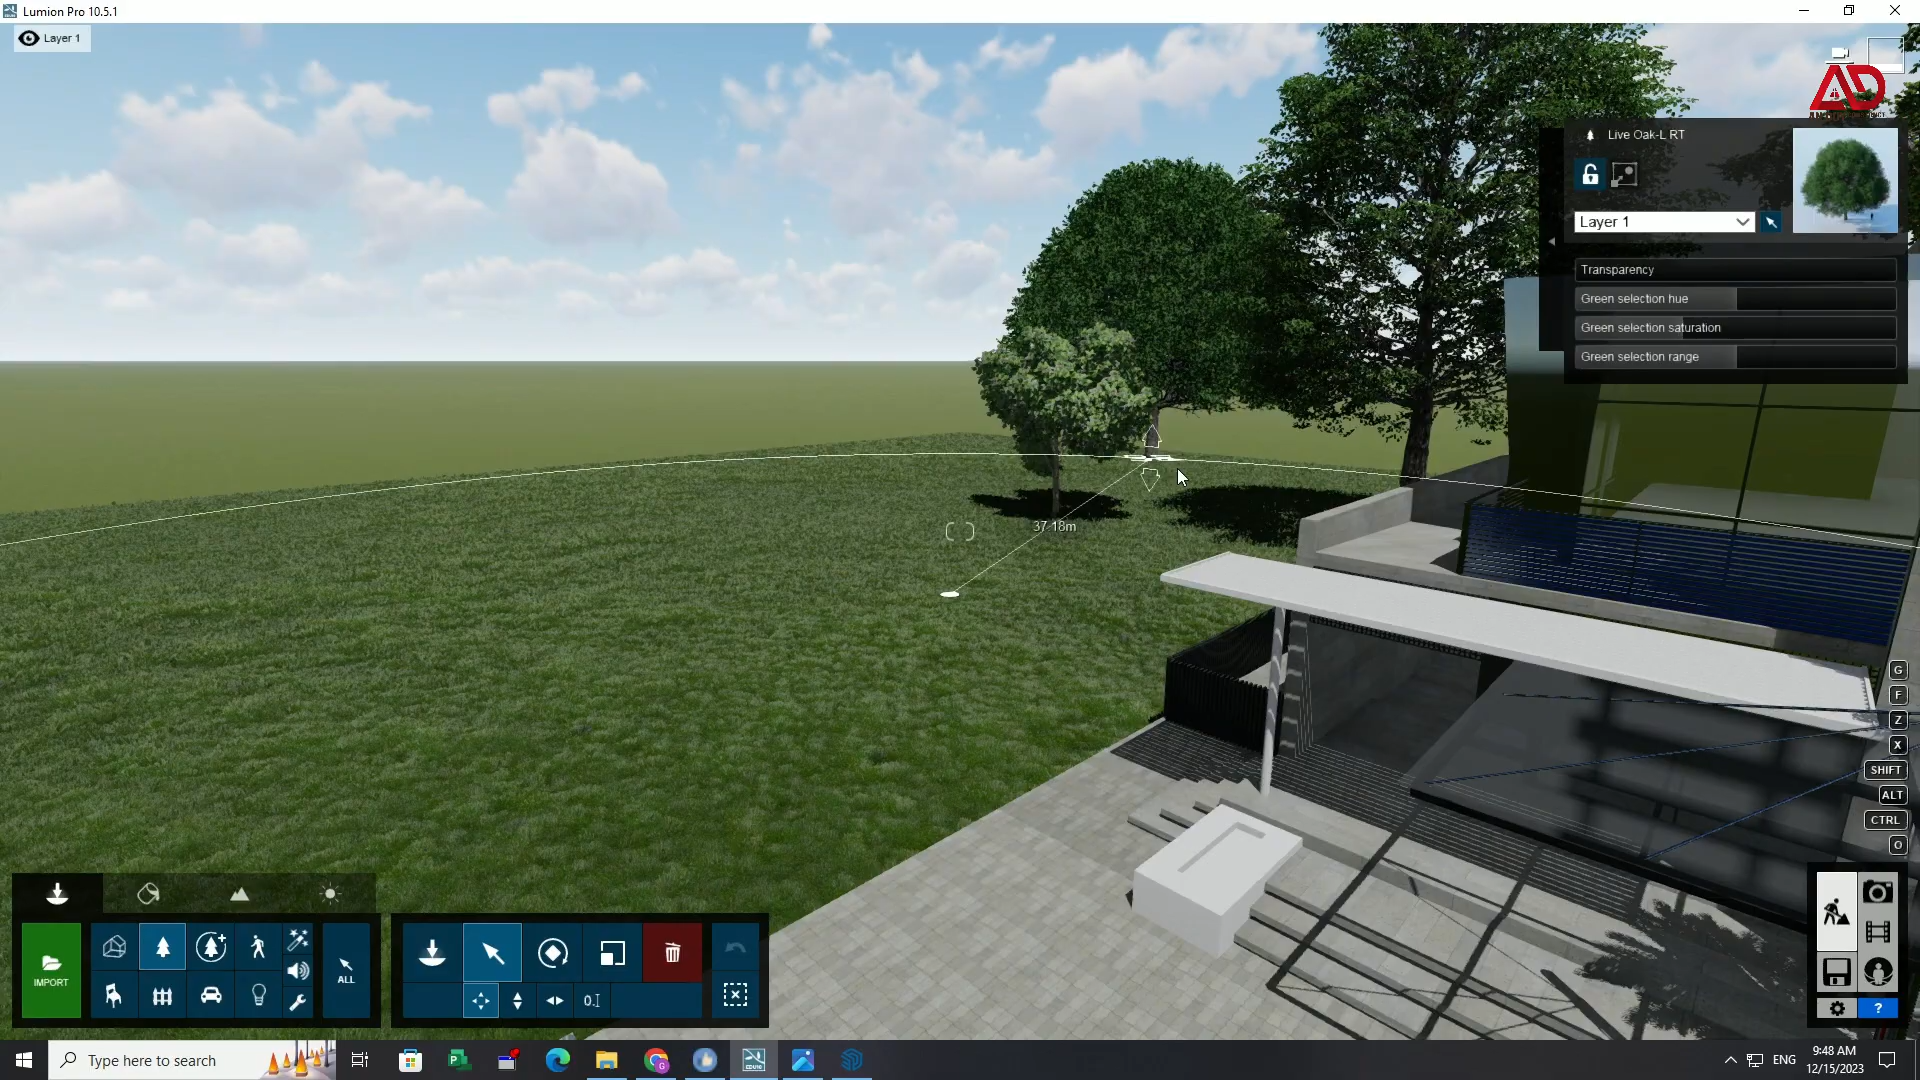 Lumion Pro 10.5.1
Layer 1
AD
Live Oak-L RT
Layer 1
Transparency
Green selection hue
Green selection saturation
Green selection range
37.18m
G
F
Z
X
SHIFT
ALT
CTRL
O
IMPORT
ALL
?
Type here to search
ENG
9:48 AM
12/15/2023